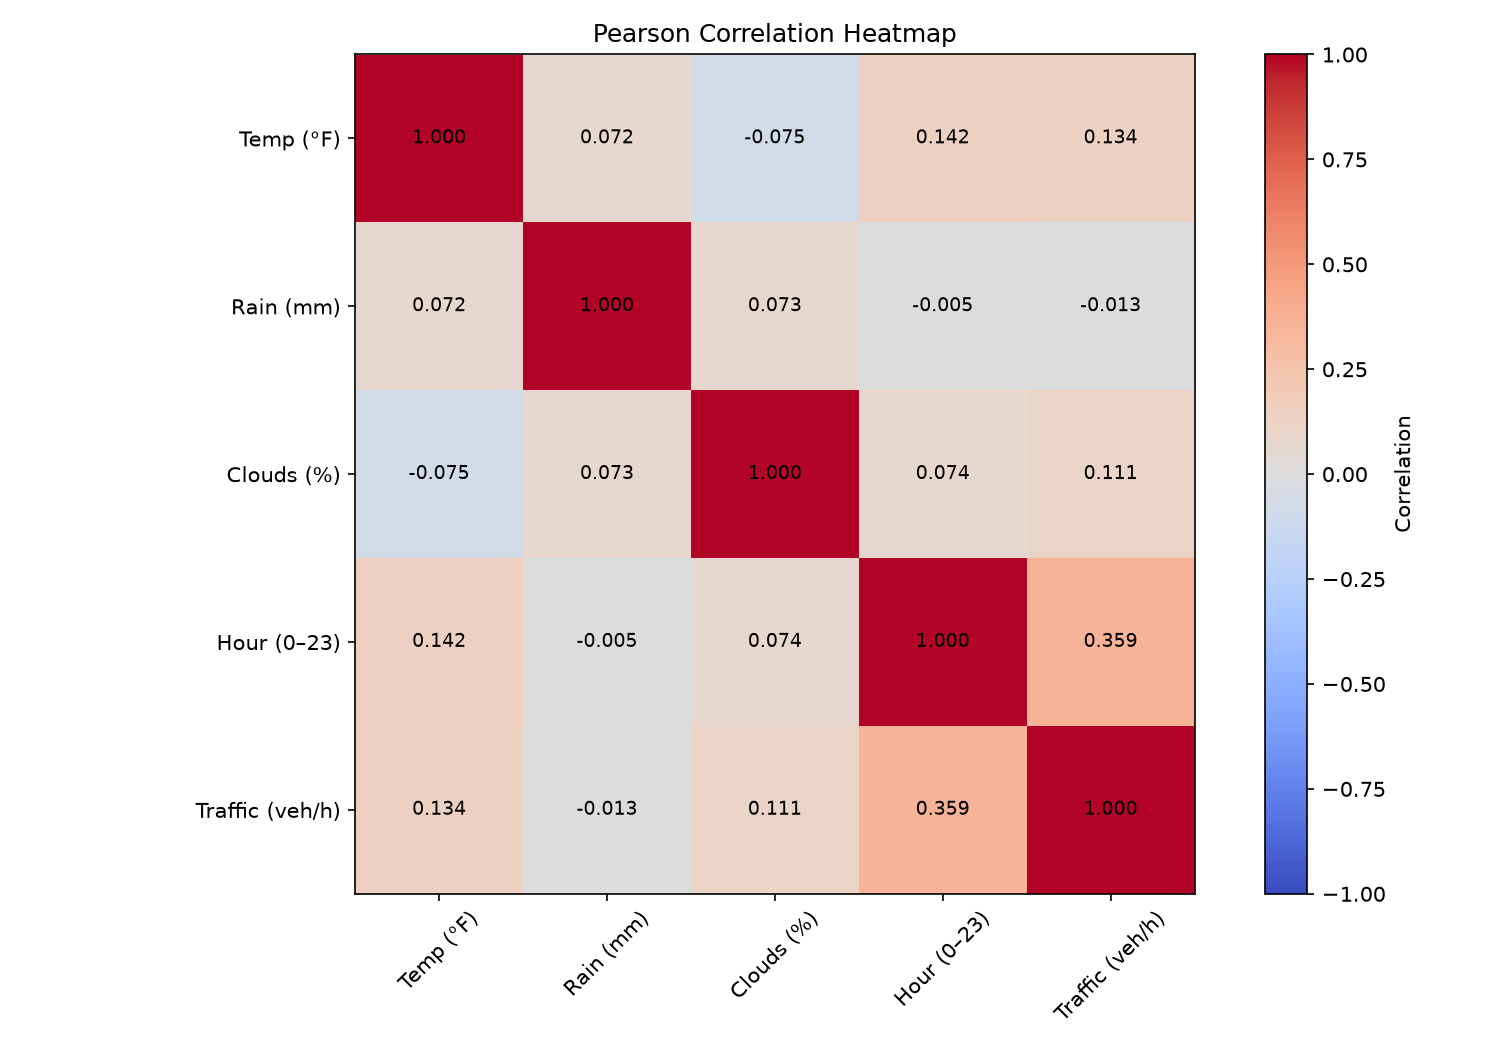 Pearson Correlation Heatmap
Temp (°F) 1.000 0.072 -0.075 0.142 0.134
Rain (mm) 0.072 1.000 0.073 -0.005 -0.013
Clouds (%) -0.075 0.073 1.000 0.074 0.111
Hour (0–23) 0.142 -0.005 0.074 1.000 0.359
Traffic (veh/h) 0.134 -0.013 0.111 0.359 1.000
Temp (°F) Rain (mm) Clouds (%) Hour (0–23) Traffic (veh/h)
1.00
0.75
0.50
0.25
0.00
−0.25
−0.50
−0.75
−1.00
Correlation